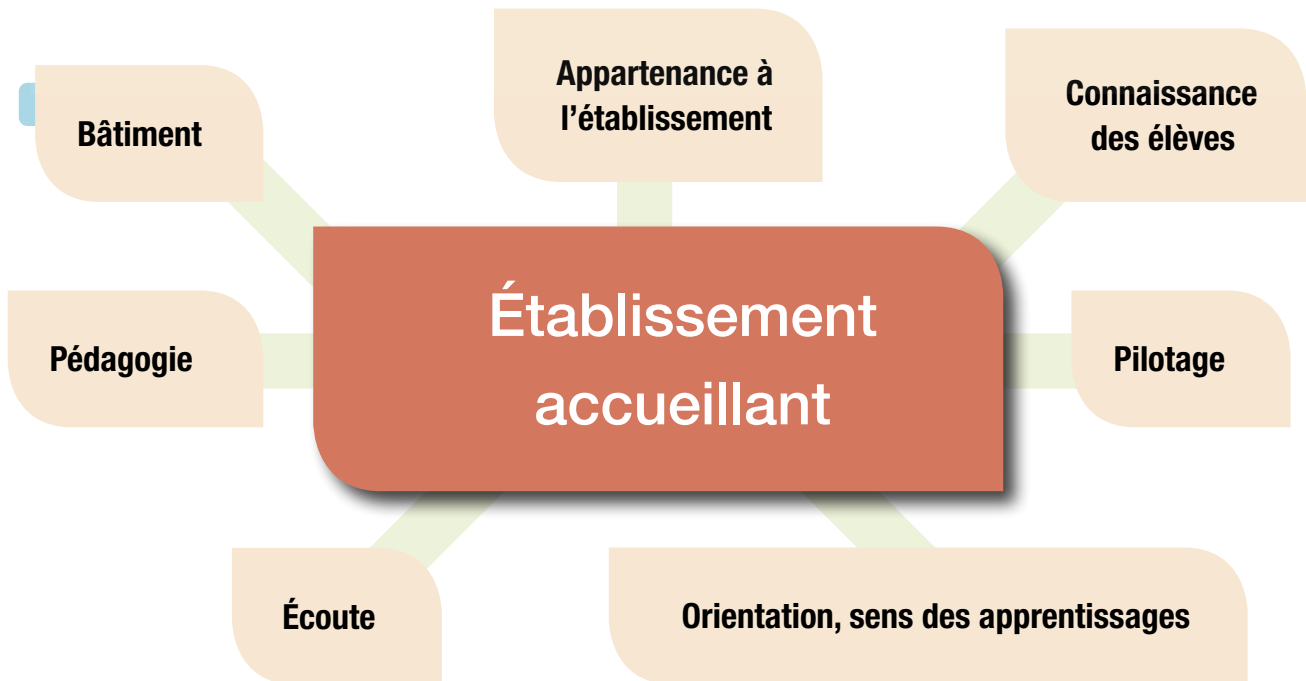 Appartenance à
l’établissement
Connaissance
des élèves
Bâtiment
Établissement
accueillant
Pédagogie
Pilotage
Écoute
Orientation, sens des apprentissages